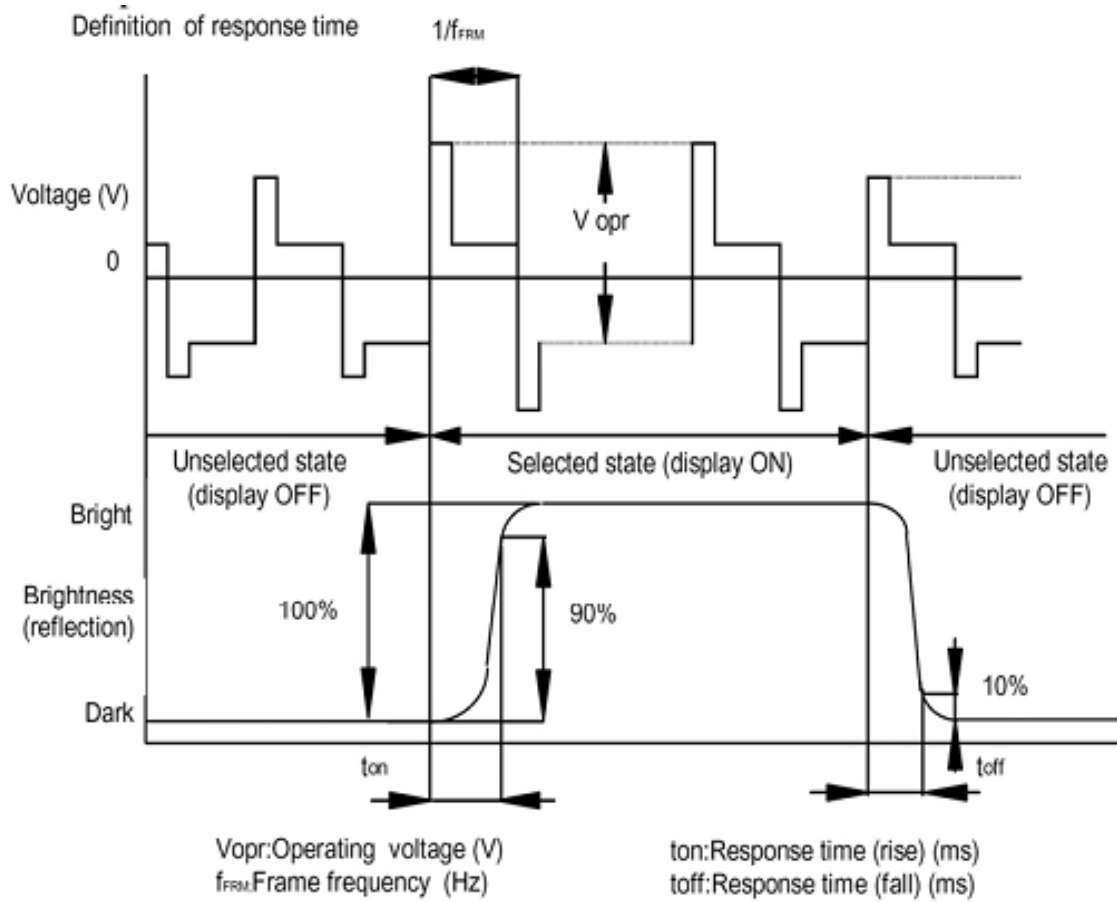 Definition of response time
1/fFRM
Voltage (V)
V opr
0
Unselected state
(display OFF)
Selected state (display ON)
Unselected state
(display OFF)
Bright
Brightness
(reflection)
100%
90%
10%
Dark
ton
toff
Vopr:Operating voltage (V)
fFRM:Frame frequency (Hz)
ton:Response time (rise) (ms)
toff:Response time (fall) (ms)